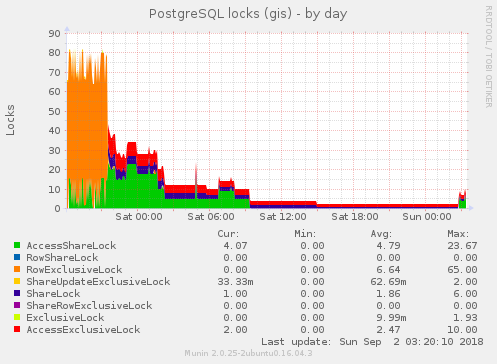 PostgreSQL locks (gis) - by day
RRDTOOL / TOBI OETIKER
Locks
90
80
70
60
50
40
30
20
10
0
Sat 00:00 Sat 06:00 Sat 12:00 Sat 18:00 Sun 00:00
Cur: Min: Avg: Max:
AccessShareLock 4.07 0.00 4.79 23.67
RowShareLock 0.00 0.00 0.00 0.00
RowExclusiveLock 0.00 0.00 6.64 65.00
ShareUpdateExclusiveLock 33.33m 0.00 62.69m 2.00
ShareLock 1.00 0.00 1.86 6.00
ShareRowExclusiveLock 0.00 0.00 0.00 0.00
ExclusiveLock 0.00 0.00 9.99m 1.93
AccessExclusiveLock 2.00 0.00 2.47 10.00
Last update: Sun Sep 2 03:20:10 2018
Munin 2.0.25-2ubuntu0.16.04.3